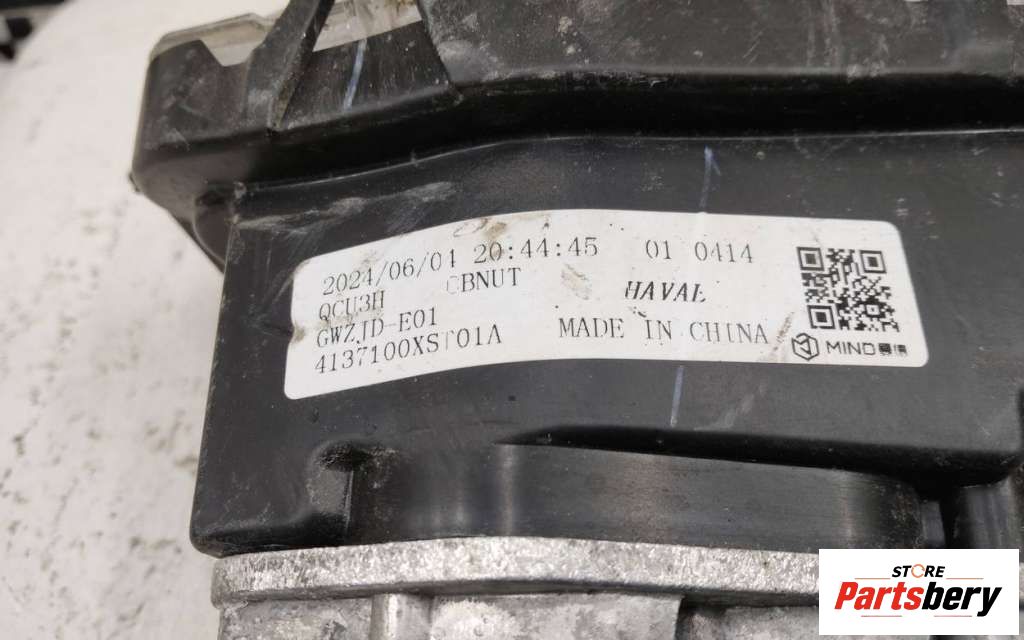 2024/06/04 20:44:45 01 0414
QCU3H BNUT HAVAL
GWZJD-E01
4137100XST01A MADE IN CHINA
MIND
STORE
Partsbery